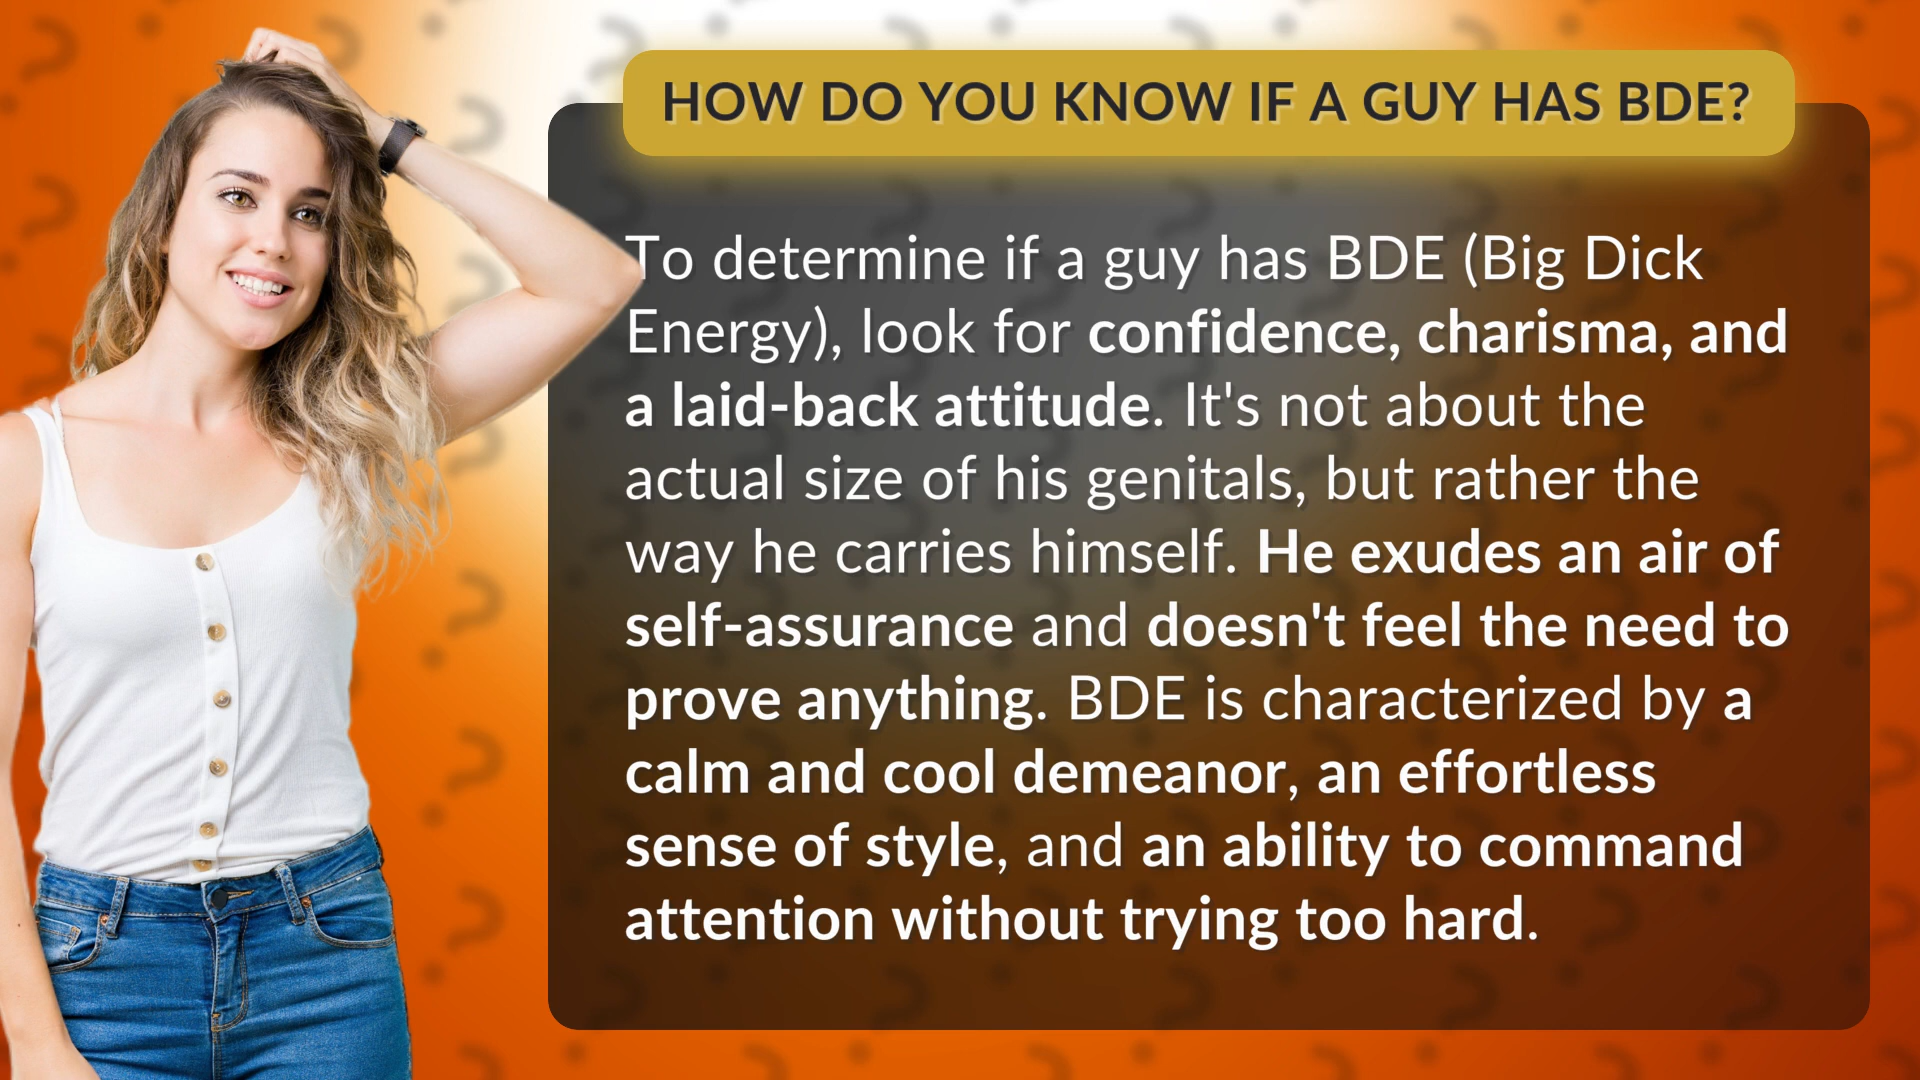 HOW DO YOU KNOW IF A GUY HAS BDE?
To determine if a guy has BDE (Big Dick
Energy), look for confidence, charisma, and
a laid-back attitude. It's not about the
actual size of his genitals, but rather the
way he carries himself. He exudes an air of
self-assurance and doesn't feel the need to
prove anything. BDE is characterized by a
calm and cool demeanor, an effortless
sense of style, and an ability to command
attention without trying too hard.